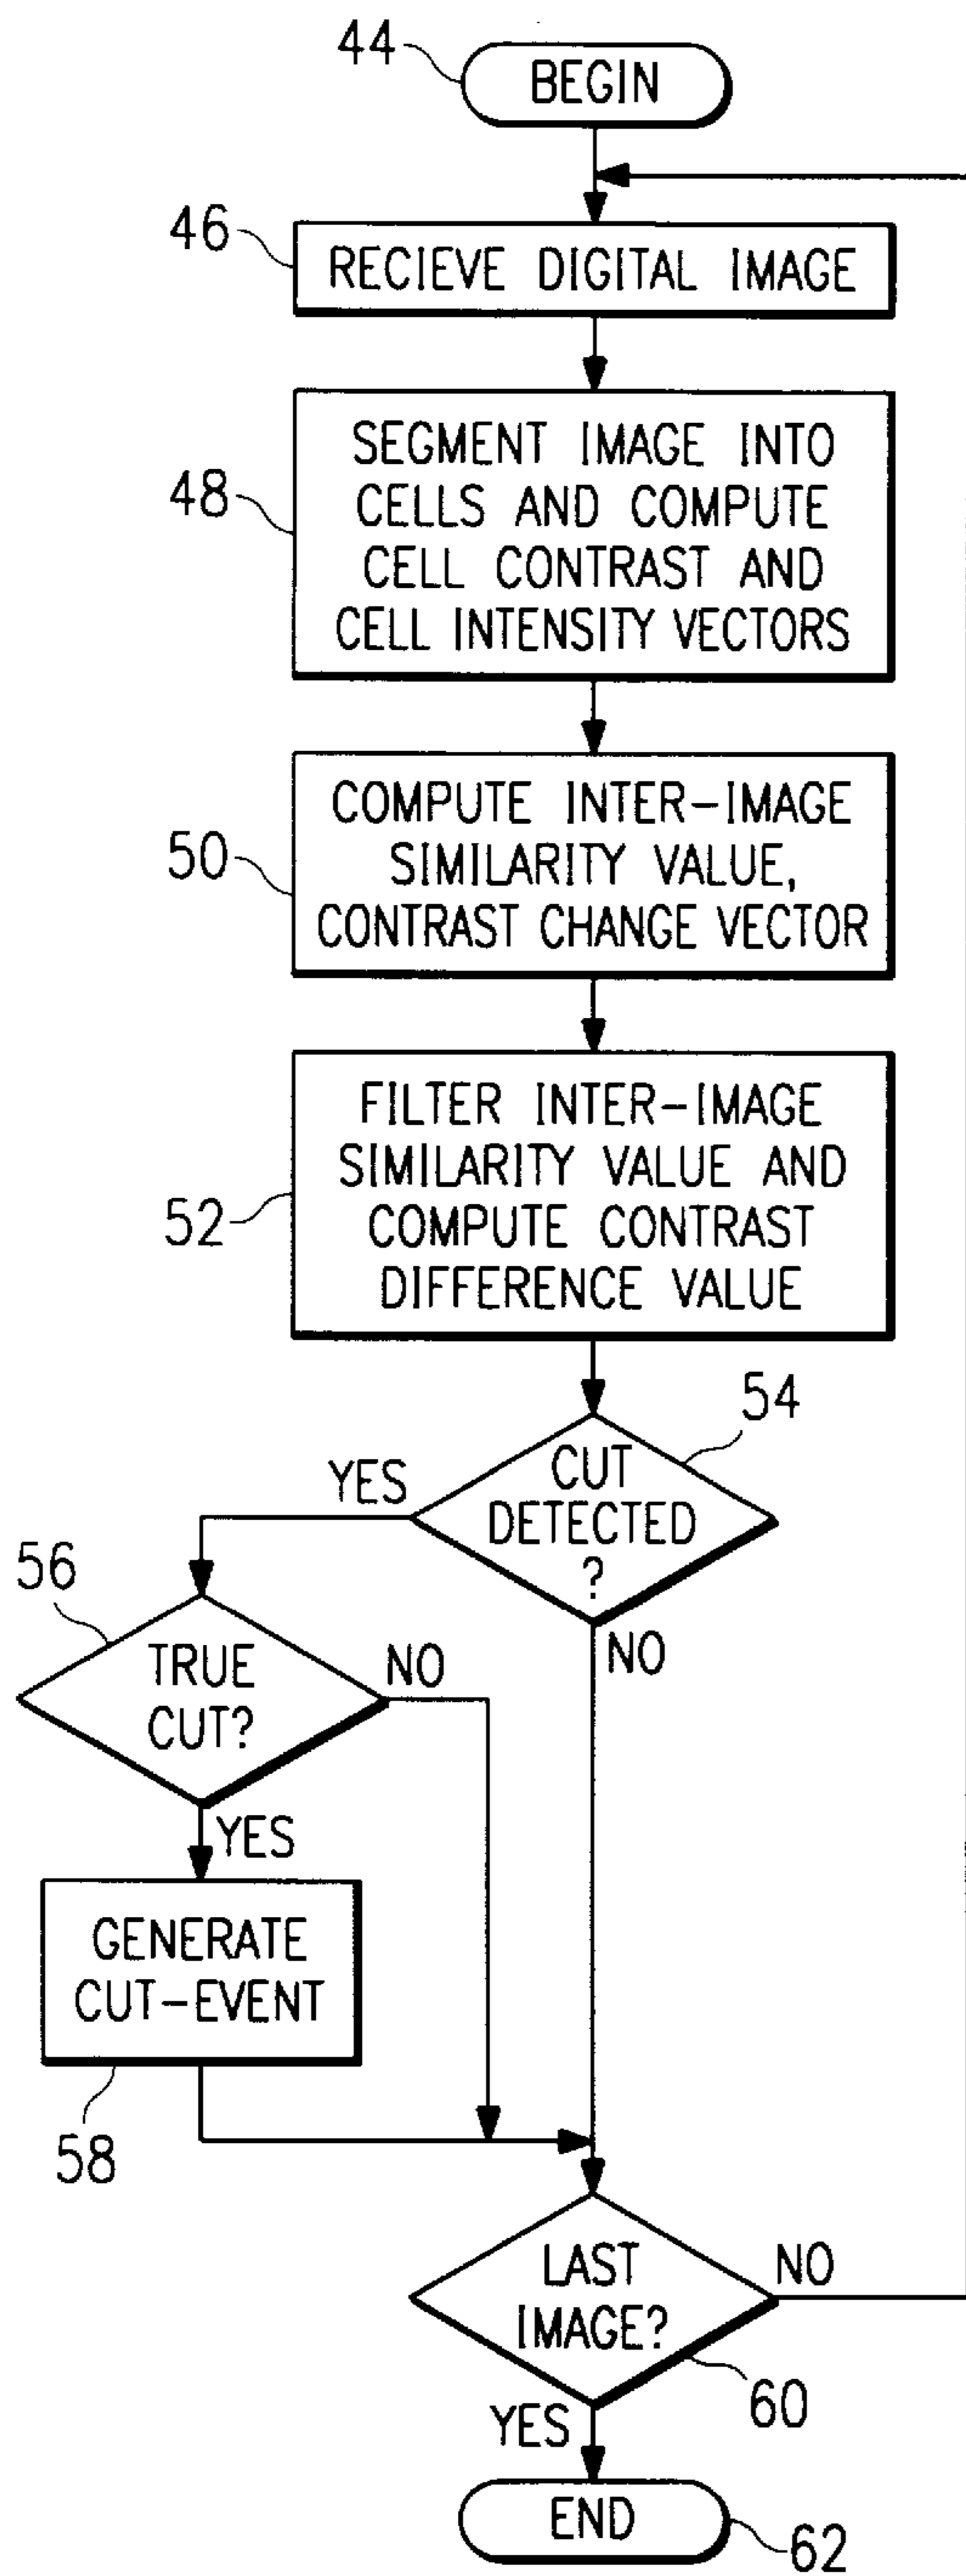 44
BEGIN
46
RECIEVE DIGITAL IMAGE
48
SEGMENT IMAGE INTO
CELLS AND COMPUTE
CELL CONTRAST AND
CELL INTENSITY VECTORS
50
COMPUTE INTER-IMAGE
SIMILARITY VALUE,
CONTRAST CHANGE VECTOR
52
FILTER INTER-IMAGE
SIMILARITY VALUE AND
COMPUTE CONTRAST
DIFFERENCE VALUE
54
CUT
DETECTED
?
YES
NO
56
TRUE
CUT?
NO
YES
GENERATE
CUT-EVENT
58
LAST
IMAGE?
NO
60
YES
END
62